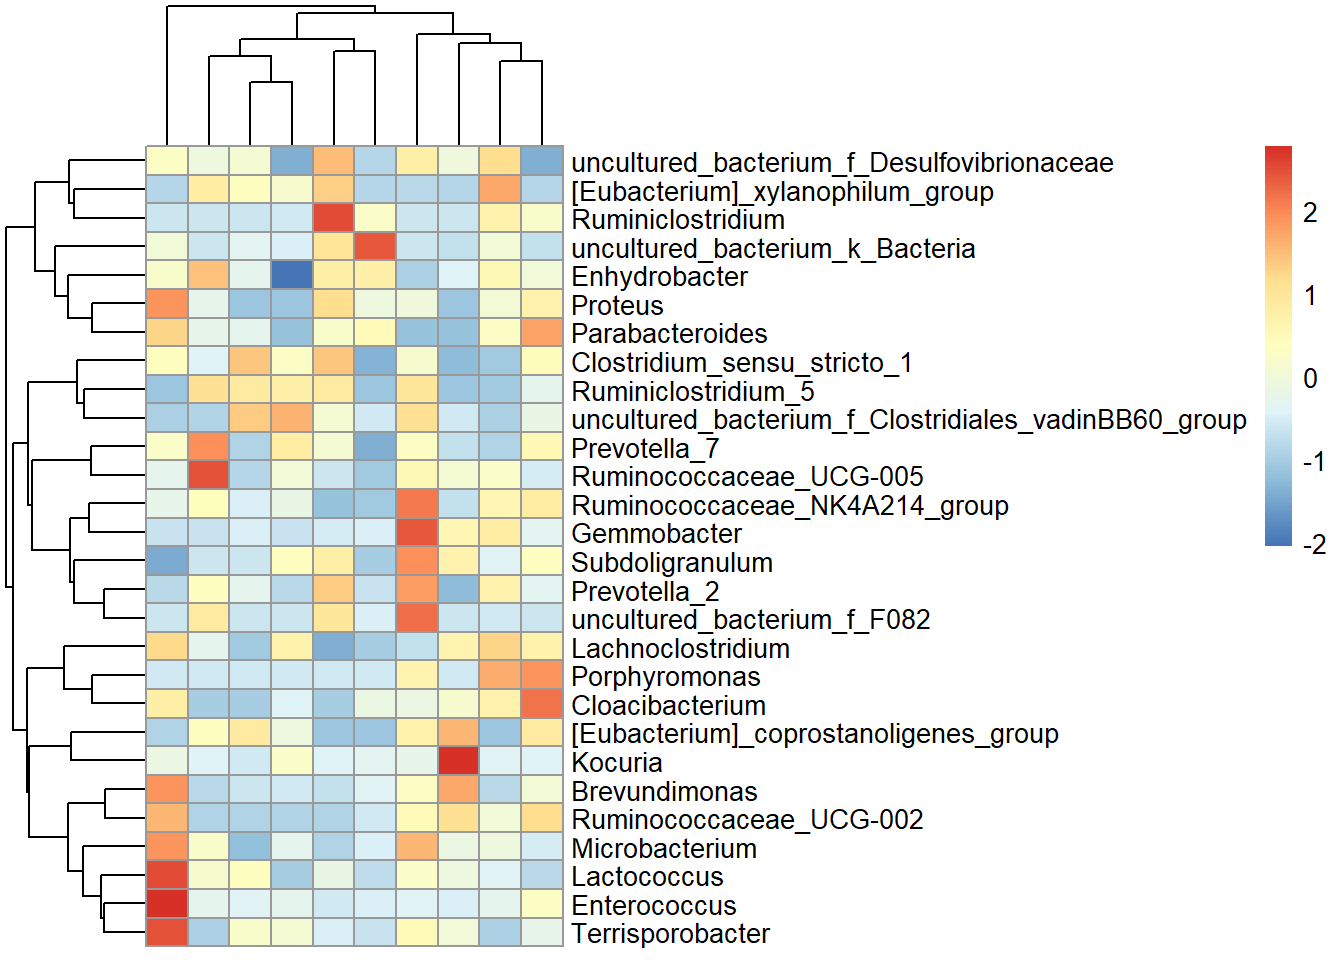 uncultured_bacterium_f_Desulfovibrionaceae
[Eubacterium]_xylanophilum_group
Ruminiclostridium
uncultured_bacterium_k_Bacteria
Enhydrobacter
Proteus
Parabacteroides
Clostridium_sensu_stricto_1
Ruminiclostridium_5
uncultured_bacterium_f_Clostridiales_vadinBB60_group
Prevotella_7
Ruminococcaceae_UCG-005
Ruminococcaceae_NK4A214_group
Gemmobacter
Subdoligranulum
Prevotella_2
uncultured_bacterium_f_F082
Lachnoclostridium
Porphyromonas
Cloacibacterium
[Eubacterium]_coprostanoligenes_group
Kocuria
Brevundimonas
Ruminococcaceae_UCG-002
Microbacterium
Lactococcus
Enterococcus
Terrisporobacter
2
1
0
-1
-2